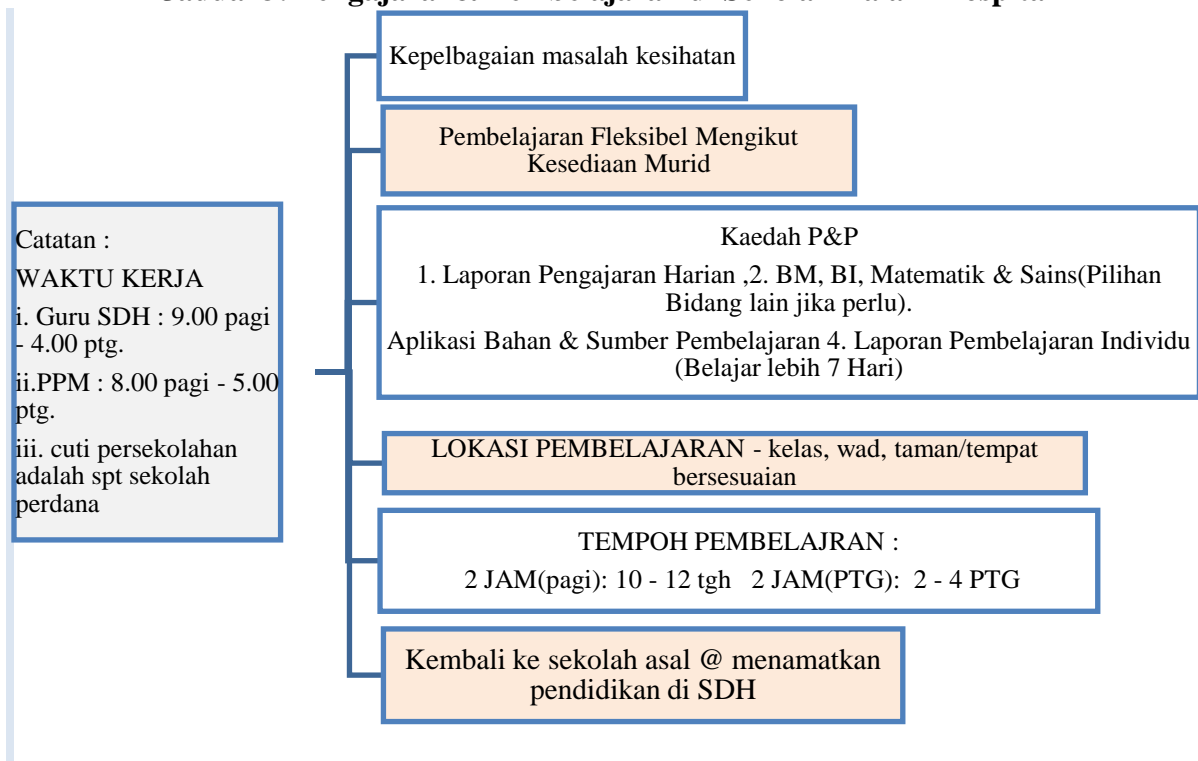 Kepelbagaian masalah kesihatan
Pembelajaran Fleksibel Mengikut
Kesediaan Murid
Catatan :
WAKTU KERJA
i. Guru SDH : 9.00 pagi
- 4.00 ptg.
ii.PPM : 8.00 pagi - 5.00
ptg.
iii. cuti persekolahan
adalah spt sekolah
perdana
Kaedah P&P
1. Laporan Pengajaran Harian ,2. BM, BI, Matematik & Sains(Pilihan
Bidang lain jika perlu).
Aplikasi Bahan & Sumber Pembelajaran 4. Laporan Pembelajaran Individu
(Belajar lebih 7 Hari)
LOKASI PEMBELAJARAN - kelas, wad, taman/tempat
bersesuaian
TEMPOH PEMBELAJRAN :
2 JAM(pagi): 10 - 12 tgh 2 JAM(PTG): 2 - 4 PTG
Kembali ke sekolah asal @ menamatkan
pendidikan di SDH